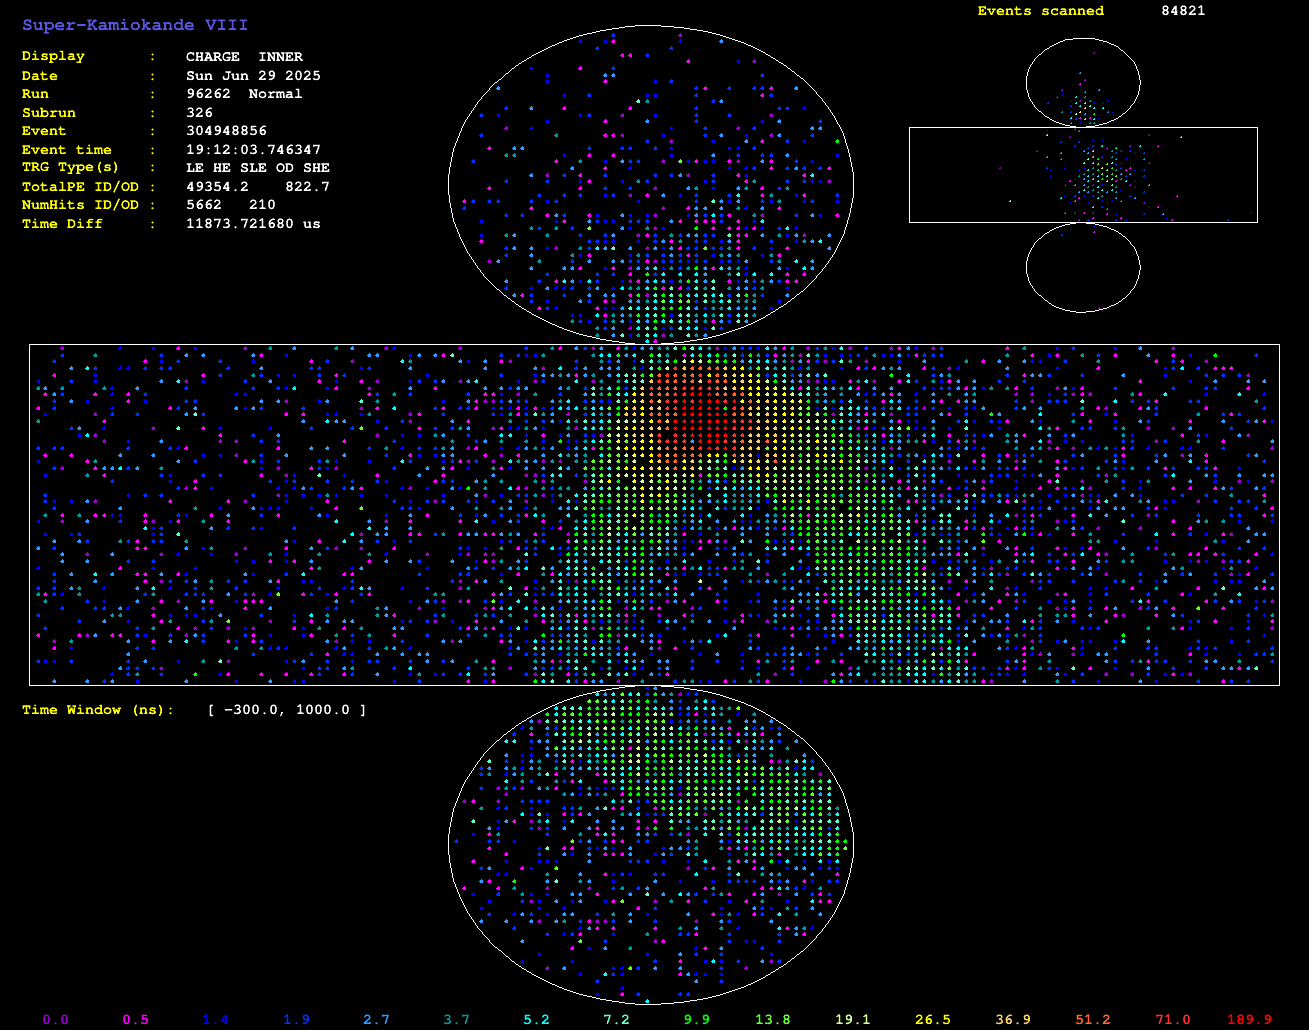 Super-Kamiokande VIII
Display : CHARGE INNER
Date : Sun Jun 29 2025
Run : 96262 Normal
Subrun : 326
Event : 304948856
Event time : 19:12:03.746347
TRG Type(s) : LE HE SLE OD SHE
TotalPE ID/OD : 49354.2 822.7
NumHits ID/OD : 5662 210
Time Diff : 11873.721680 us
Events scanned 84821
Time Window (ns): [ -300.0, 1000.0 ]
0.0 0.5 1.4 1.9 2.7 3.7 5.2 7.2 9.9 13.8 19.1 26.5 36.9 51.2 71.0 189.9